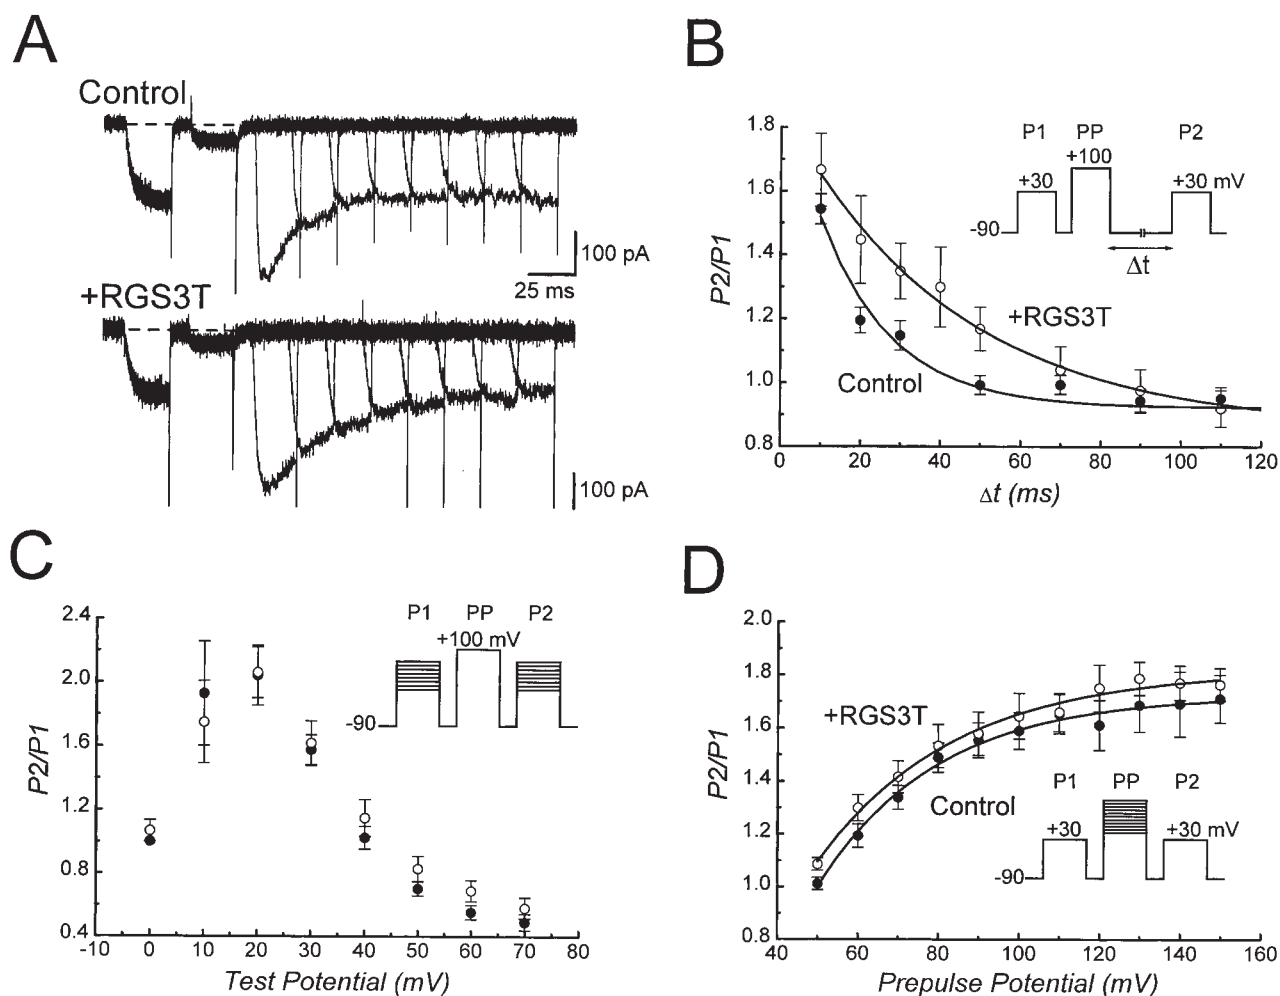 A
Control
100 pA
25 ms
+RGS3T
100 pA
B
P2/P1
1.8
1.6
1.4
1.2
1.0
0.8
0 20 40 60 80 100 120
Δt (ms)
P1 PP P2
+100
+30 +30 mV
-90
Δt
+RGS3T
Control
C
P2/P1
2.4
2.0
1.6
1.2
0.8
0.4
-10 0 10 20 30 40 50 60 70 80
Test Potential (mV)
P1 PP P2
+100 mV
-90
D
P2/P1
2.0
1.8
1.6
1.4
1.2
1.0
0.8
40 60 80 100 120 140 160
Prepulse Potential (mV)
+RGS3T
Control
P1 PP P2
+30 +30 mV
-90